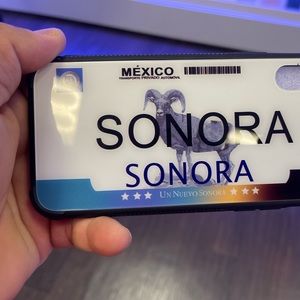 MÉXICO
TRANSPORTE PRIVADO AUTOMOVIL
SONORA
SONORA
UN NUEVO SONORA